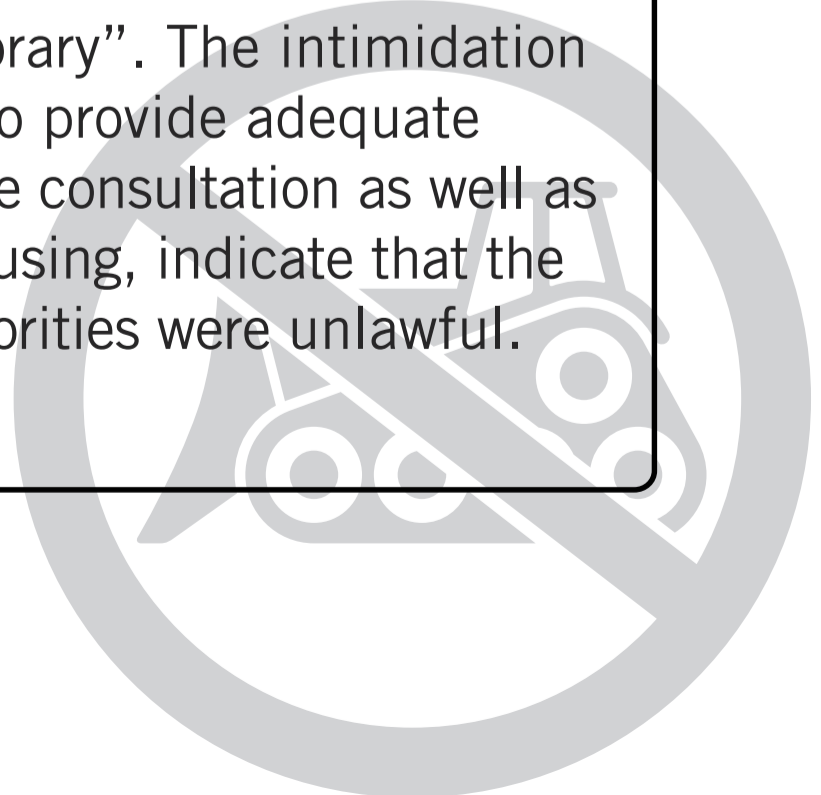 orary”. The intimidation
o provide adequate
e consultation as well as
using, indicate that the
orities were unlawful.